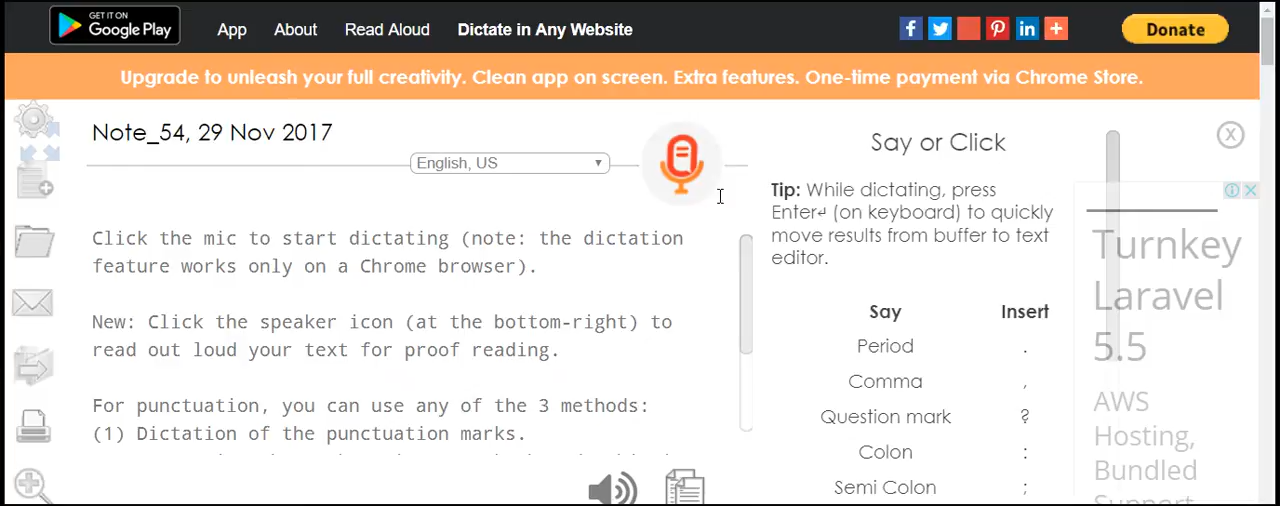 GET IT ON
Google Play
App
About
Read Aloud
Dictate in Any Website
Donate
Upgrade to unleash your full creativity. Clean app on screen. Extra features. One-time payment via Chrome Store.
Note_54, 29 Nov 2017
English, US
Click the mic to start dictating (note: the dictation
feature works only on a Chrome browser).
New: Click the speaker icon (at the bottom-right) to
read out loud your text for proof reading.
For punctuation, you can use any of the 3 methods:
(1) Dictation of the punctuation marks.
Say or Click
Tip: While dictating, press
Enter↵ (on keyboard) to quickly
move results from buffer to text
editor.
Say Insert
Period .
Comma ,
Question mark ?
Colon :
Semi Colon ;
Turnkey
Laravel
5.5
AWS
Hosting,
Bundled
Support